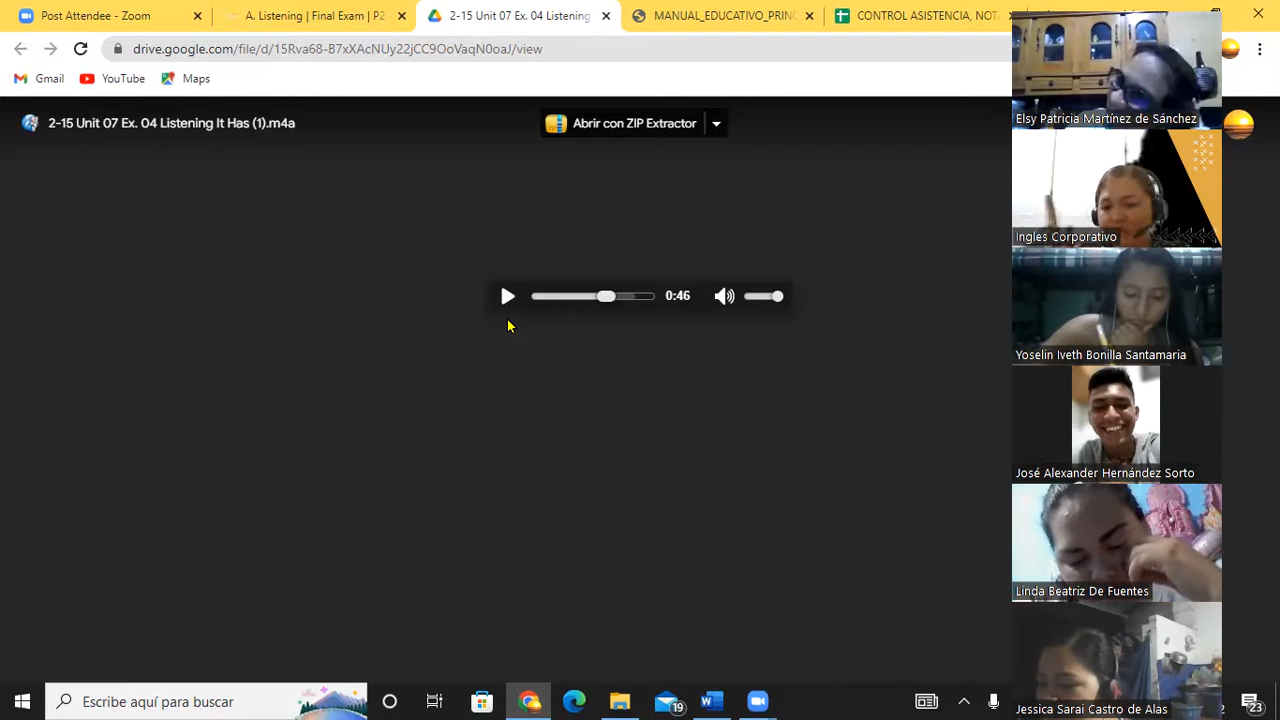 Post Attendee - Zoom
A. Listening | Final Exam | P2
2-15 Unit 07 Ex. 04 Listening
MANUAL_EDUCATIVO_PRINC
CONTROL ASISTENCIA, NOT
drive.google.com/file/d/15Rva68-B7xXAcNUy22jCC9OoVaqN0oaJ/view
Gmail
YouTube
Maps
2-15 Unit 07 Ex. 04 Listening It Has (1).m4a
Abrir con ZIP Extractor
0:46
Elsy Patricia Martínez de Sánchez
Ingles Corporativo
Yoselin Iveth Bonilla Santamaria
José Alexander Hernández Sorto
Linda Beatriz De Fuentes
Jessica Sarai Castro de Alas
Escribe aquí para buscar
19
23